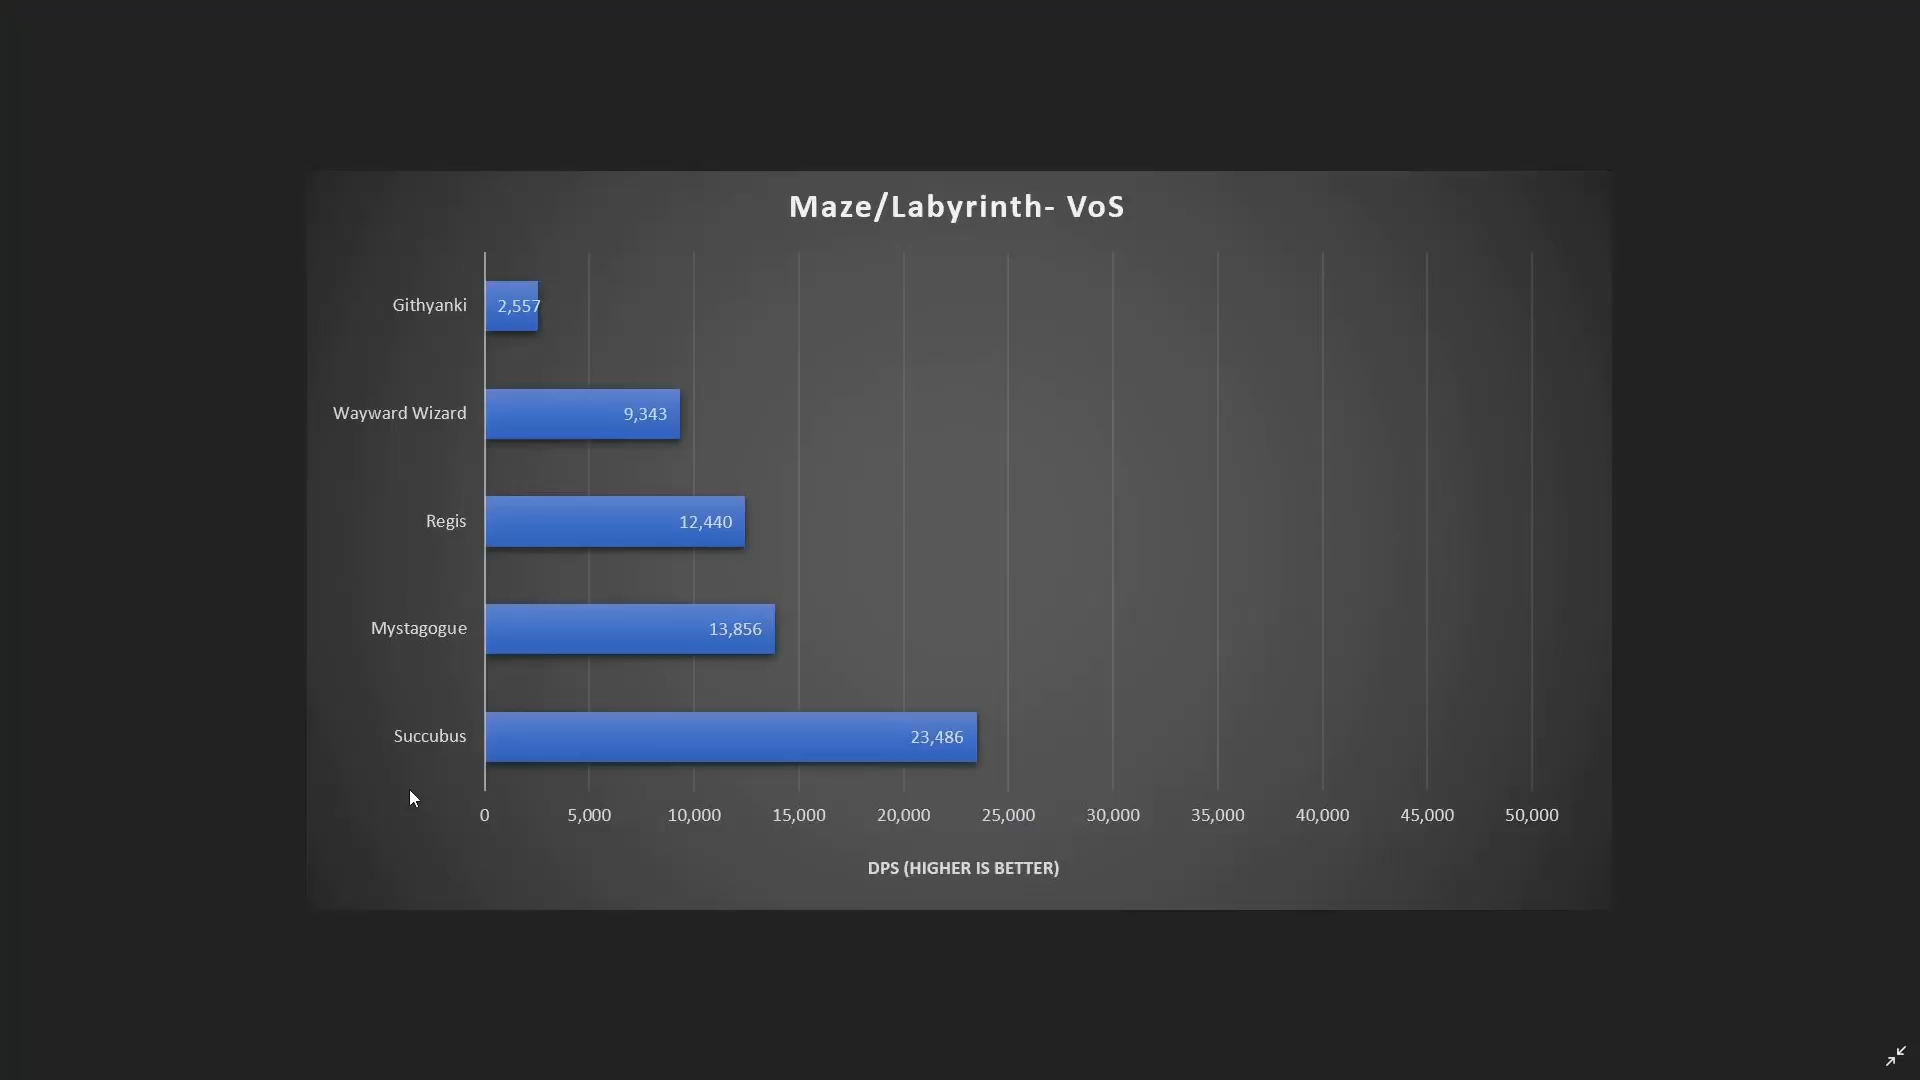 Maze/Labyrinth- VoS
Githyanki 2,557
Wayward Wizard 9,343
Regis 12,440
Mystagogue 13,856
Succubus 23,486
0 5,000 10,000 15,000 20,000 25,000 30,000 35,000 40,000 45,000 50,000
DPS (HIGHER IS BETTER)